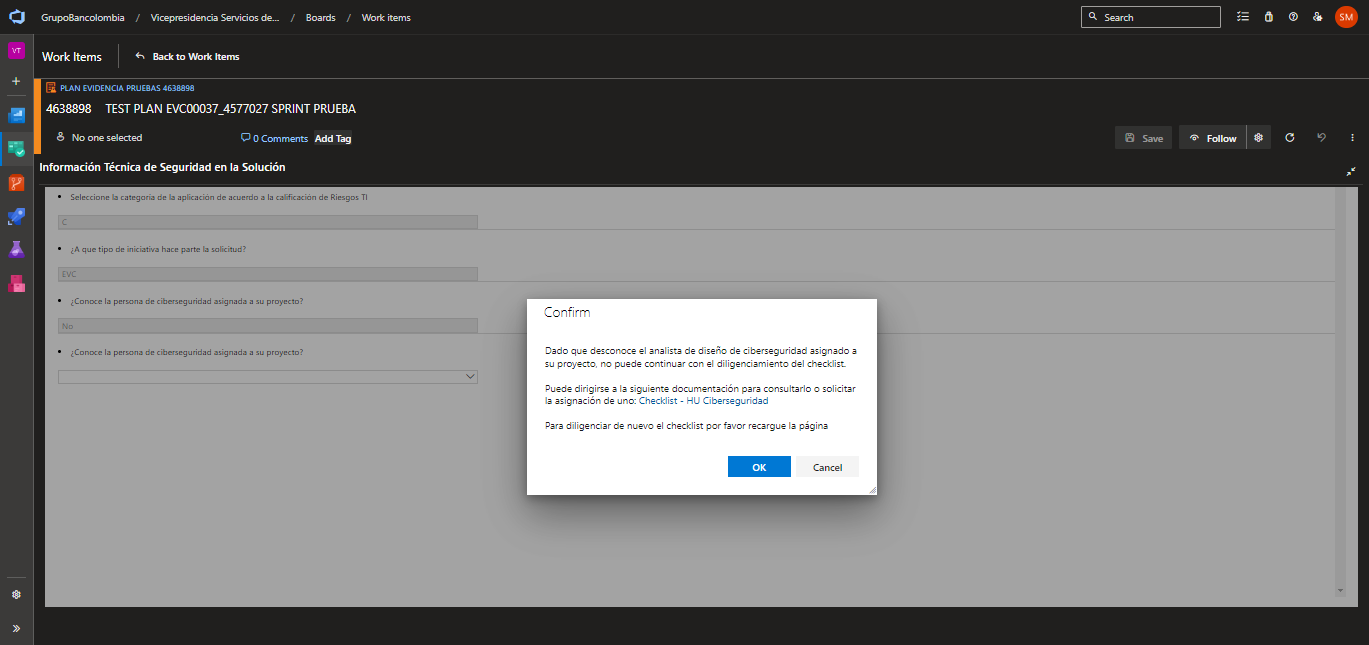 GrupoBancolombia / Vicepresidencia Servicios de... / Boards / Work items
Search
SM
VT
Work Items
Back to Work Items
PLAN EVIDENCIA PRUEBAS 4638898
4638898 TEST PLAN EVC00037_4577027 SPRINT PRUEBA
No one selected
0 Comments
Add Tag
Save
Follow
Información Técnica de Seguridad en la Solución
• Seleccione la categoría de la aplicación de acuerdo a la calificación de Riesgos TI
C
• ¿A que tipo de iniciativa hace parte la solicitud?
EVC
• ¿Conoce la persona de ciberseguridad asignada a su proyecto?
No
• ¿Conoce la persona de ciberseguridad asignada a su proyecto?
Confirm
Dado que desconoce el analista de diseño de ciberseguridad asignado a
su proyecto, no puede continuar con el diligenciamiento del checklist.
Puede dirigirse a la siguiente documentación para consultarlo o solicitar
la asignación de uno: Checklist - HU Ciberseguridad
Para diligenciar de nuevo el checklist por favor recargue la página
OK
Cancel